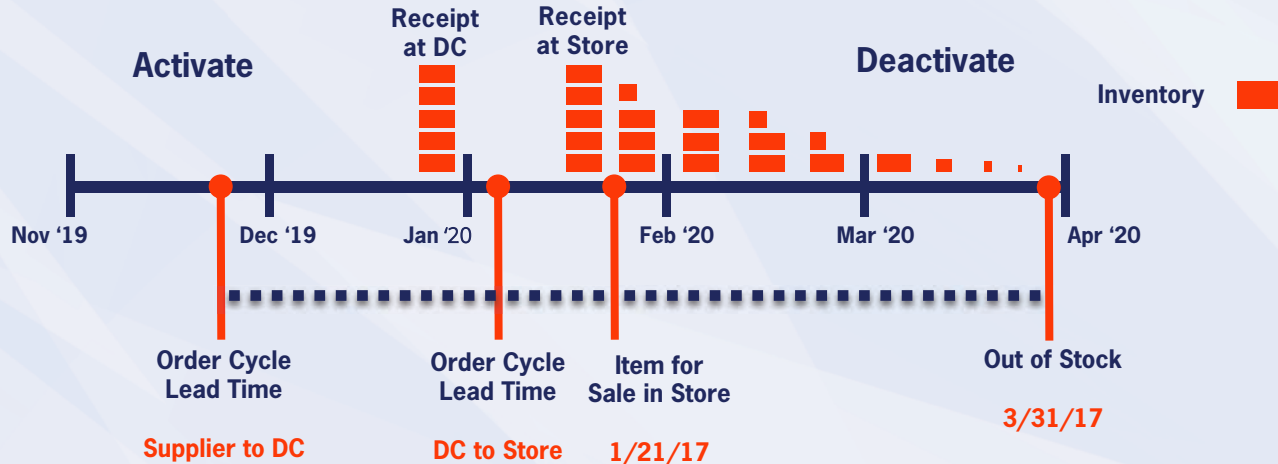 Receipt
at DC
Receipt
at Store
Activate
Deactivate
Inventory
Nov ‘19
Dec ‘19
Jan ‘20
Feb ‘20
Mar ‘20
Apr ‘20
Order Cycle
Lead Time
Supplier to DC
Order Cycle
Lead Time
DC to Store
Item for
Sale in Store
1/21/17
Out of Stock
3/31/17